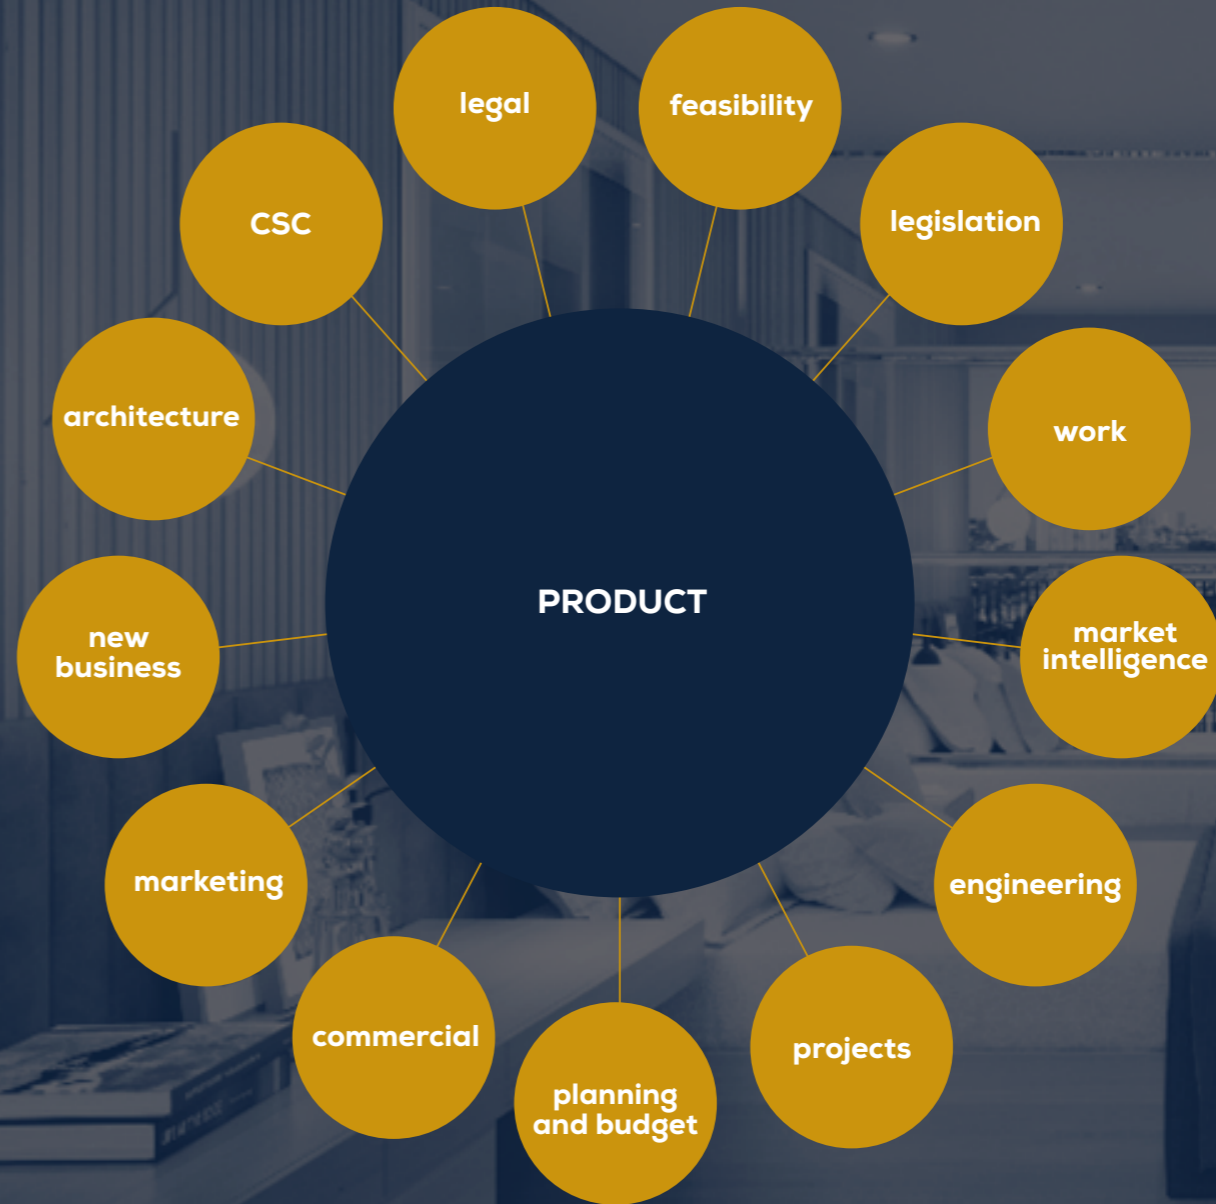 legal
feasibility
CSC
legislation
architecture
work
PRODUCT
new
business
market
intelligence
marketing
engineering
commercial
projects
planning
and budget